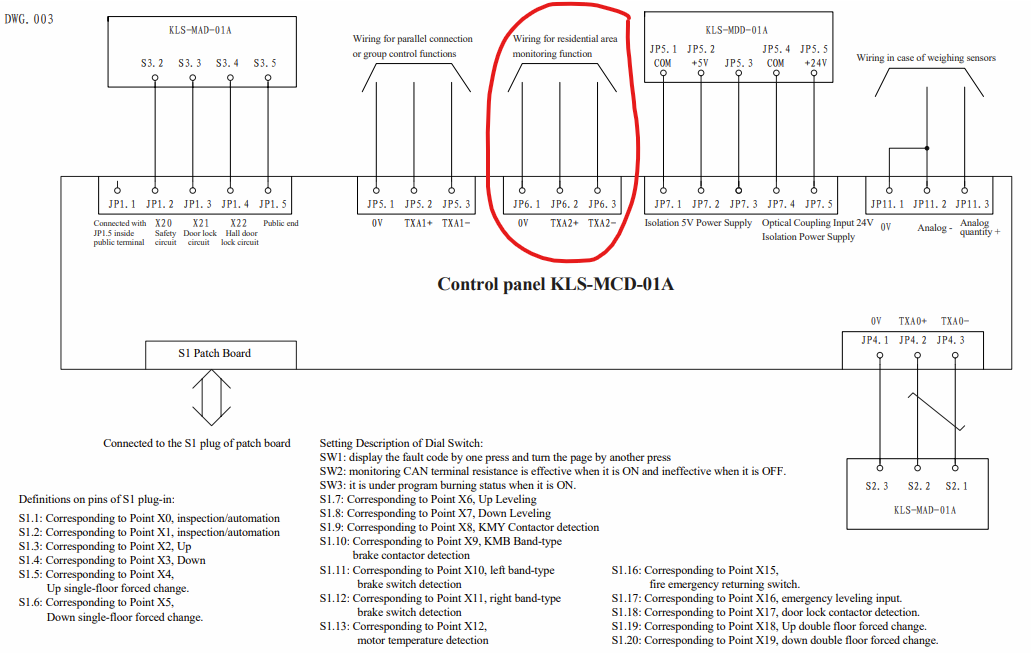 DWG. 003
KLS-MAD-01A
S3.2 S3.3 S3.4 S3.5
Wiring for parallel connection
or group control functions
Wiring for residential area
monitoring function
KLS-MDD-01A
JP5.1 JP5.2 JP5.3 JP5.4 JP5.5
COM +5V COM +24V
Wiring in case of weighing sensors
JP1.1 JP1.2 JP1.3 JP1.4 JP1.5
Connected with
JP1.5 inside
public terminal
X20
Safety
circuit
X21
Door lock
circuit
X22
Hall door
lock circuit
Public end
JP5.1 JP5.2 JP5.3
0V TXA1+ TXA1-
JP6.1 JP6.2 JP6.3
0V TXA2+ TXA2-
JP7.1 JP7.2 JP7.3 JP7.4 JP7.5
Isolation 5V Power Supply
Optical Coupling Input 24V
Isolation Power Supply
JP11.1 JP11.2 JP11.3
0V
Analog -
Analog
quantity +
Control panel KLS-MCD-01A
0V TXA0+ TXA0-
JP4.1 JP4.2 JP4.3
S1 Patch Board
Connected to the S1 plug of patch board
S2.3 S2.2 S2.1
KLS-MAD-01A
Setting Description of Dial Switch:
SW1: display the fault code by one press and turn the page by another press
SW2: monitoring CAN terminal resistance is effective when it is ON and ineffective when it is OFF.
SW3: it is under program burning status when it is ON.
Definitions on pins of S1 plug-in:
S1.1: Corresponding to Point X0, inspection/automation
S1.2: Corresponding to Point X1, inspection/automation
S1.3: Corresponding to Point X2, Up
S1.4: Corresponding to Point X3, Down
S1.5: Corresponding to Point X4,
Up single-floor forced change.
S1.6: Corresponding to Point X5,
Down single-floor forced change.
S1.7: Corresponding to Point X6, Up Leveling
S1.8: Corresponding to Point X7, Down Leveling
S1.9: Corresponding to Point X8, KMY Contactor detection
S1.10: Corresponding to Point X9, KMB Band-type
brake contactor detection
S1.11: Corresponding to Point X10, left band-type
brake switch detection
S1.12: Corresponding to Point X11, right band-type
brake switch detection
S1.13: Corresponding to Point X12,
motor temperature detection
S1.16: Corresponding to Point X15,
fire emergency returning switch.
S1.17: Corresponding to Point X16, emergency leveling input.
S1.18: Corresponding to Point X17, door lock contactor detection.
S1.19: Corresponding to Point X18, Up double floor forced change.
S1.20: Corresponding to Point X19, down double floor forced change.